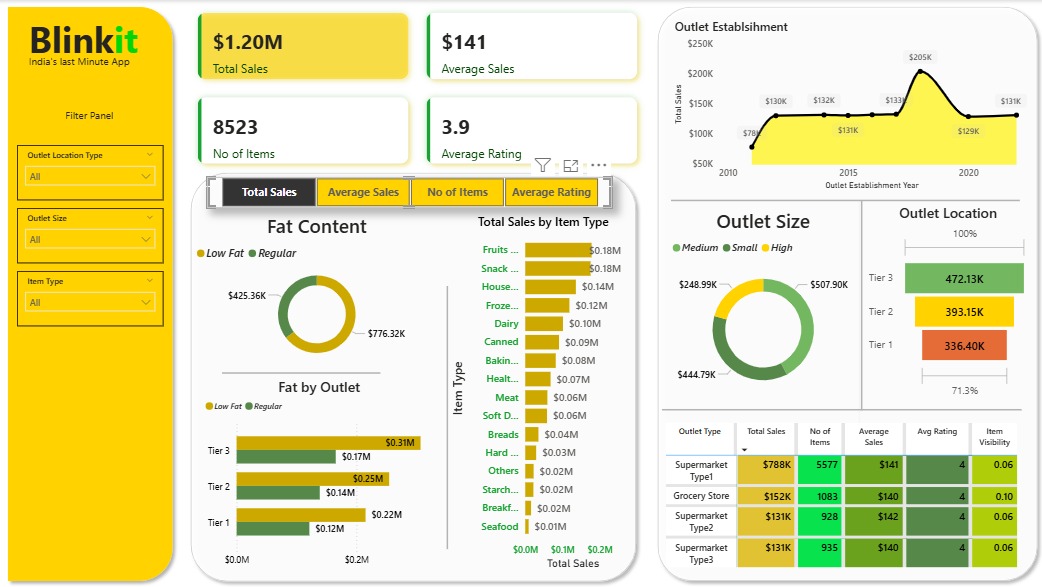 Blinkit
India's last Minute App
Filter Panel
Outlet Location Type
All
Outlet Size
All
Item Type
All
$1.20M
Total Sales
$141
Average Sales
8523
No of Items
3.9
Average Rating
Total Sales
Average Sales
No of Items
Average Rating
Fat Content
Low Fat
Regular
$425.36K
$776.32K
Fat by Outlet
Low Fat
Regular
Tier 3
$0.31M
$0.17M
Tier 2
$0.25M
$0.14M
Tier 1
$0.22M
$0.12M
$0.0M
$0.2M
Total Sales by Item Type
Item Type
Fruits ...
$0.18M
Snack ...
$0.18M
House...
$0.14M
Froze...
$0.12M
Dairy
$0.10M
Canned
$0.09M
Bakin...
$0.08M
Healt...
$0.07M
Meat
$0.06M
Soft D...
$0.06M
Breads
$0.04M
Hard ...
$0.03M
Others
$0.02M
Starch...
$0.02M
Breakf...
$0.02M
Seafood
$0.01M
$0.0M
$0.1M
$0.2M
Total Sales
Outlet Establsihment
Total Sales
$250K
$200K
$150K
$100K
$50K
$78K
$130K
$132K
$131K
$133K
$205K
$129K
$131K
2010
2015
2020
Outlet Establishment Year
Outlet Size
Medium
Small
High
$248.99K
$507.90K
$444.79K
Outlet Location
100%
Tier 3
472.13K
Tier 2
393.15K
Tier 1
336.40K
71.3%
Outlet Type
Total Sales
No of Items
Average Sales
Avg Rating
Item Visibility
Supermarket Type1
$788K
5577
$141
4
0.06
Grocery Store
$152K
1083
$140
4
0.10
Supermarket Type2
$131K
928
$142
4
0.06
Supermarket Type3
$131K
935
$140
4
0.06